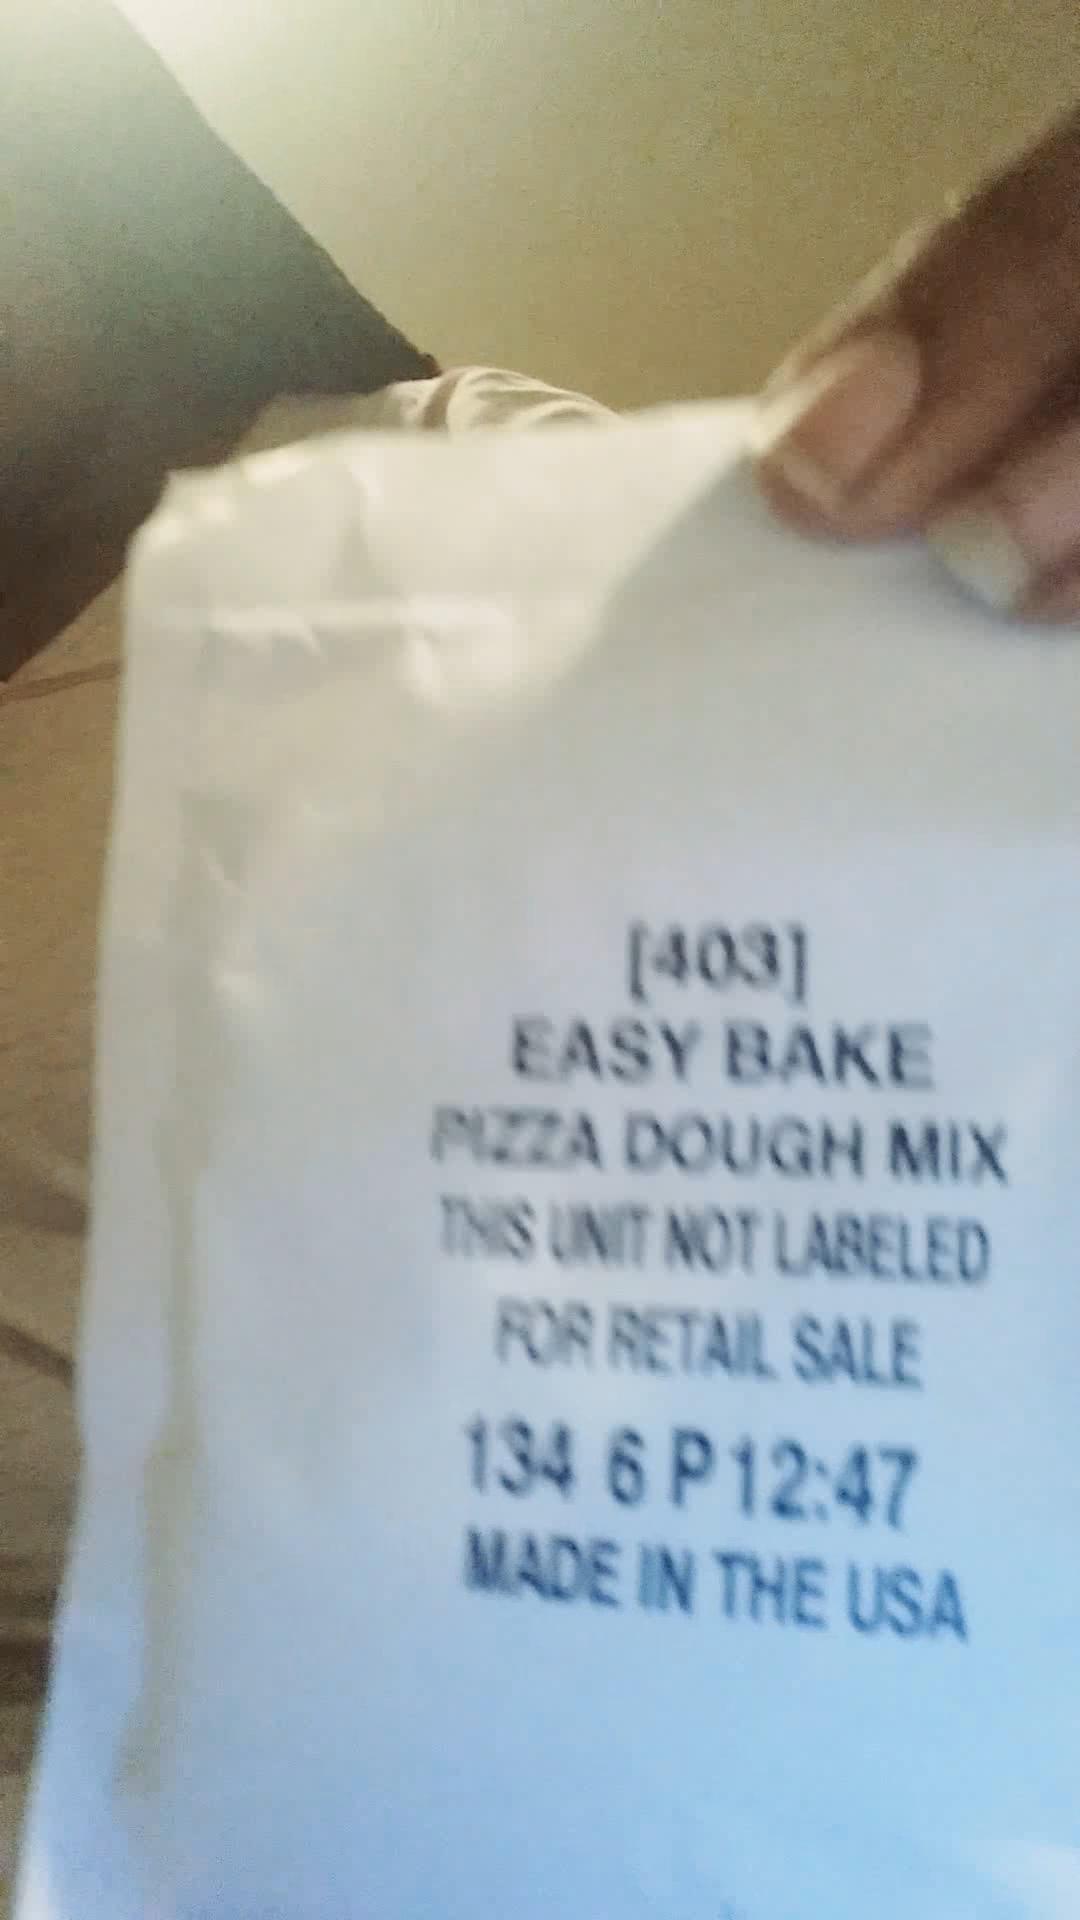 [403]
EASY BAKE
PIZZA DOUGH MIX
THIS UNIT NOT LABELED
FOR RETAIL SALE
134 6 P 12:47
MADE IN THE USA